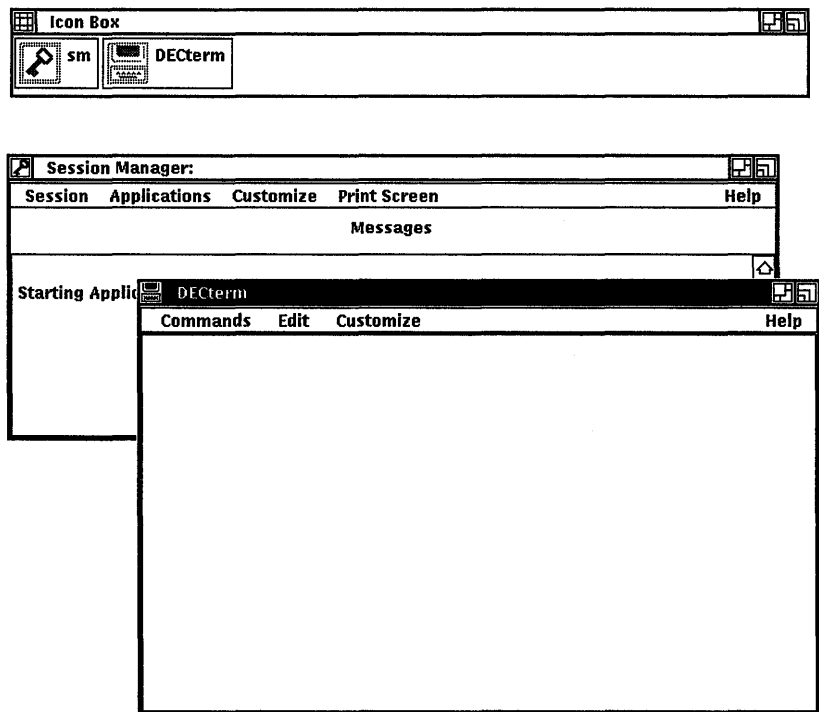 Icon Box
sm DECterm
Session Manager:
Session Applications Customize Print Screen Help
Messages
Starting Applic
DECterm
Commands Edit Customize Help